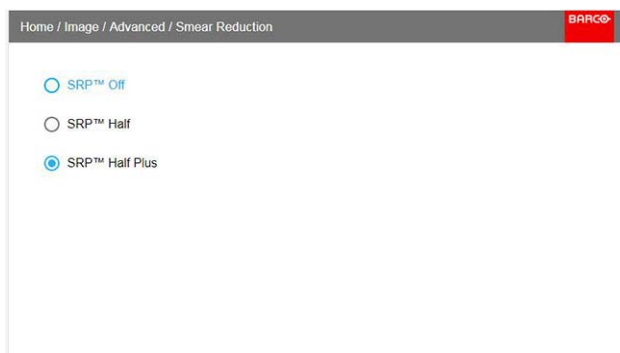 Home / Image / Advanced / Smear Reduction
BARCO
SRP™ Off
SRP™ Half
SRP™ Half Plus